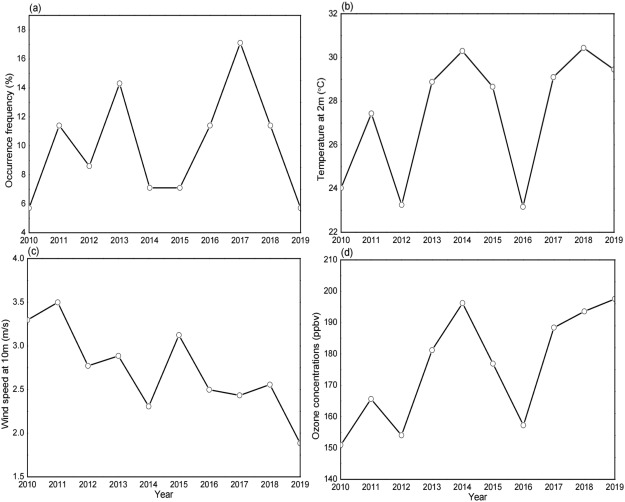 (a)
Occurrence frequency (%)
18
16
14
12
10
8
6
4
2010 2011 2012 2013 2014 2015 2016 2017 2018 2019
(b)
Temperature at 2m (°C)
32
30
28
26
24
22
2010 2011 2012 2013 2014 2015 2016 2017 2018 2019
(c)
Wind speed at 10m (m/s)
4.0
3.5
3.0
2.5
2.0
1.5
2010 2011 2012 2013 2014 2015 2016 2017 2018 2019
Year
(d)
Ozone concentrations (ppbv)
210
200
190
180
170
160
150
140
2010 2011 2012 2013 2014 2015 2016 2017 2018 2019
Year